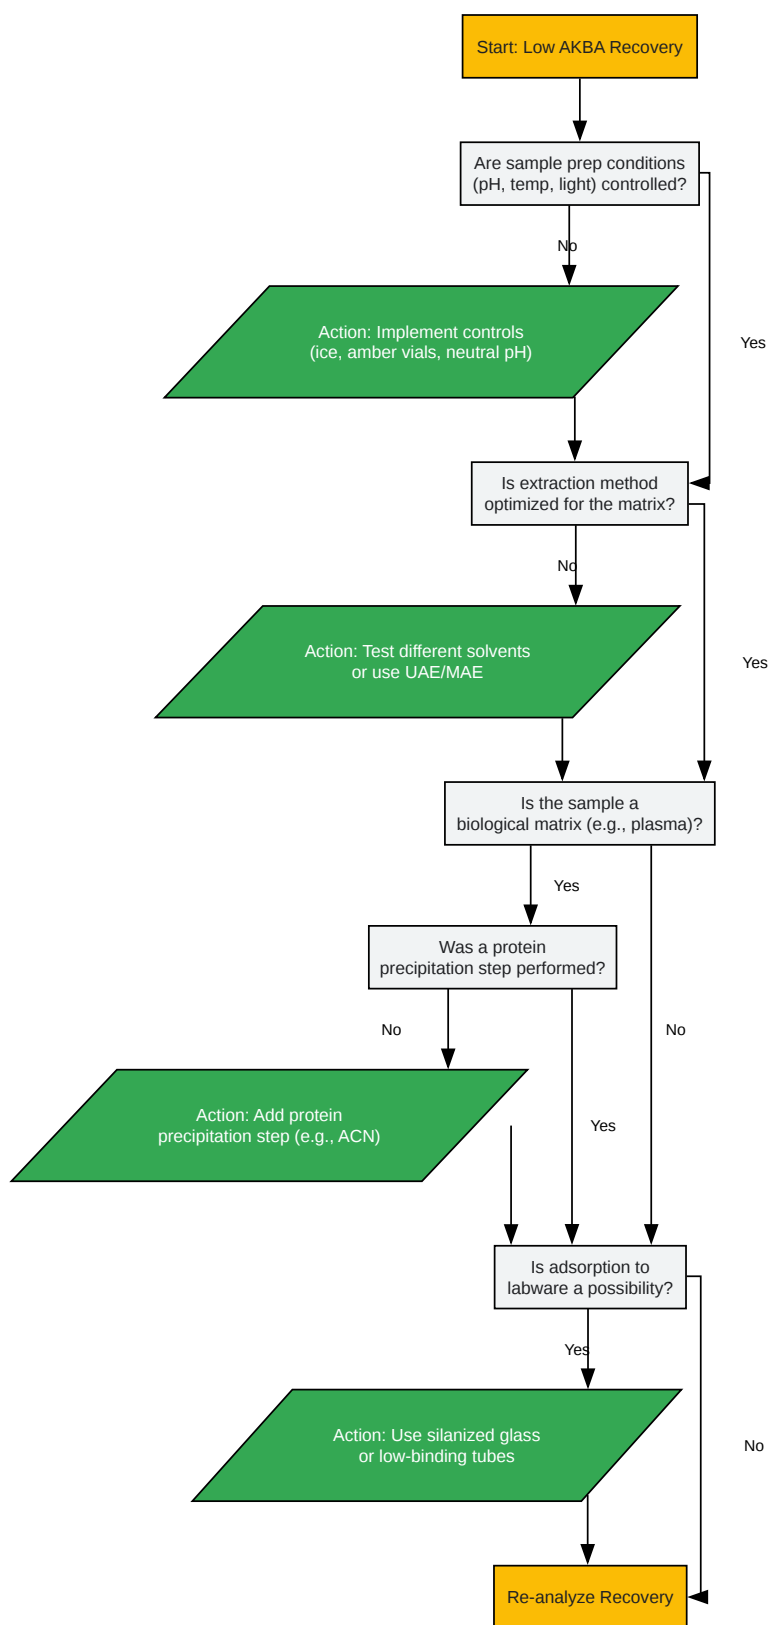 Start: Low AKBA Recovery
Are sample prep conditions
(pH, temp, light) controlled?
No
Action: Implement controls
(ice, amber vials, neutral pH)
Yes
Is extraction method
optimized for the matrix?
No
Action: Test different solvents
or use UAE/MAE
Yes
Is the sample a
biological matrix (e.g., plasma)?
Yes
Was a protein
precipitation step performed?
No
No
Action: Add protein
precipitation step (e.g., ACN)
Yes
Is adsorption to
labware a possibility?
Yes
Action: Use silanized glass
or low-binding tubes
No
Re-analyze Recovery